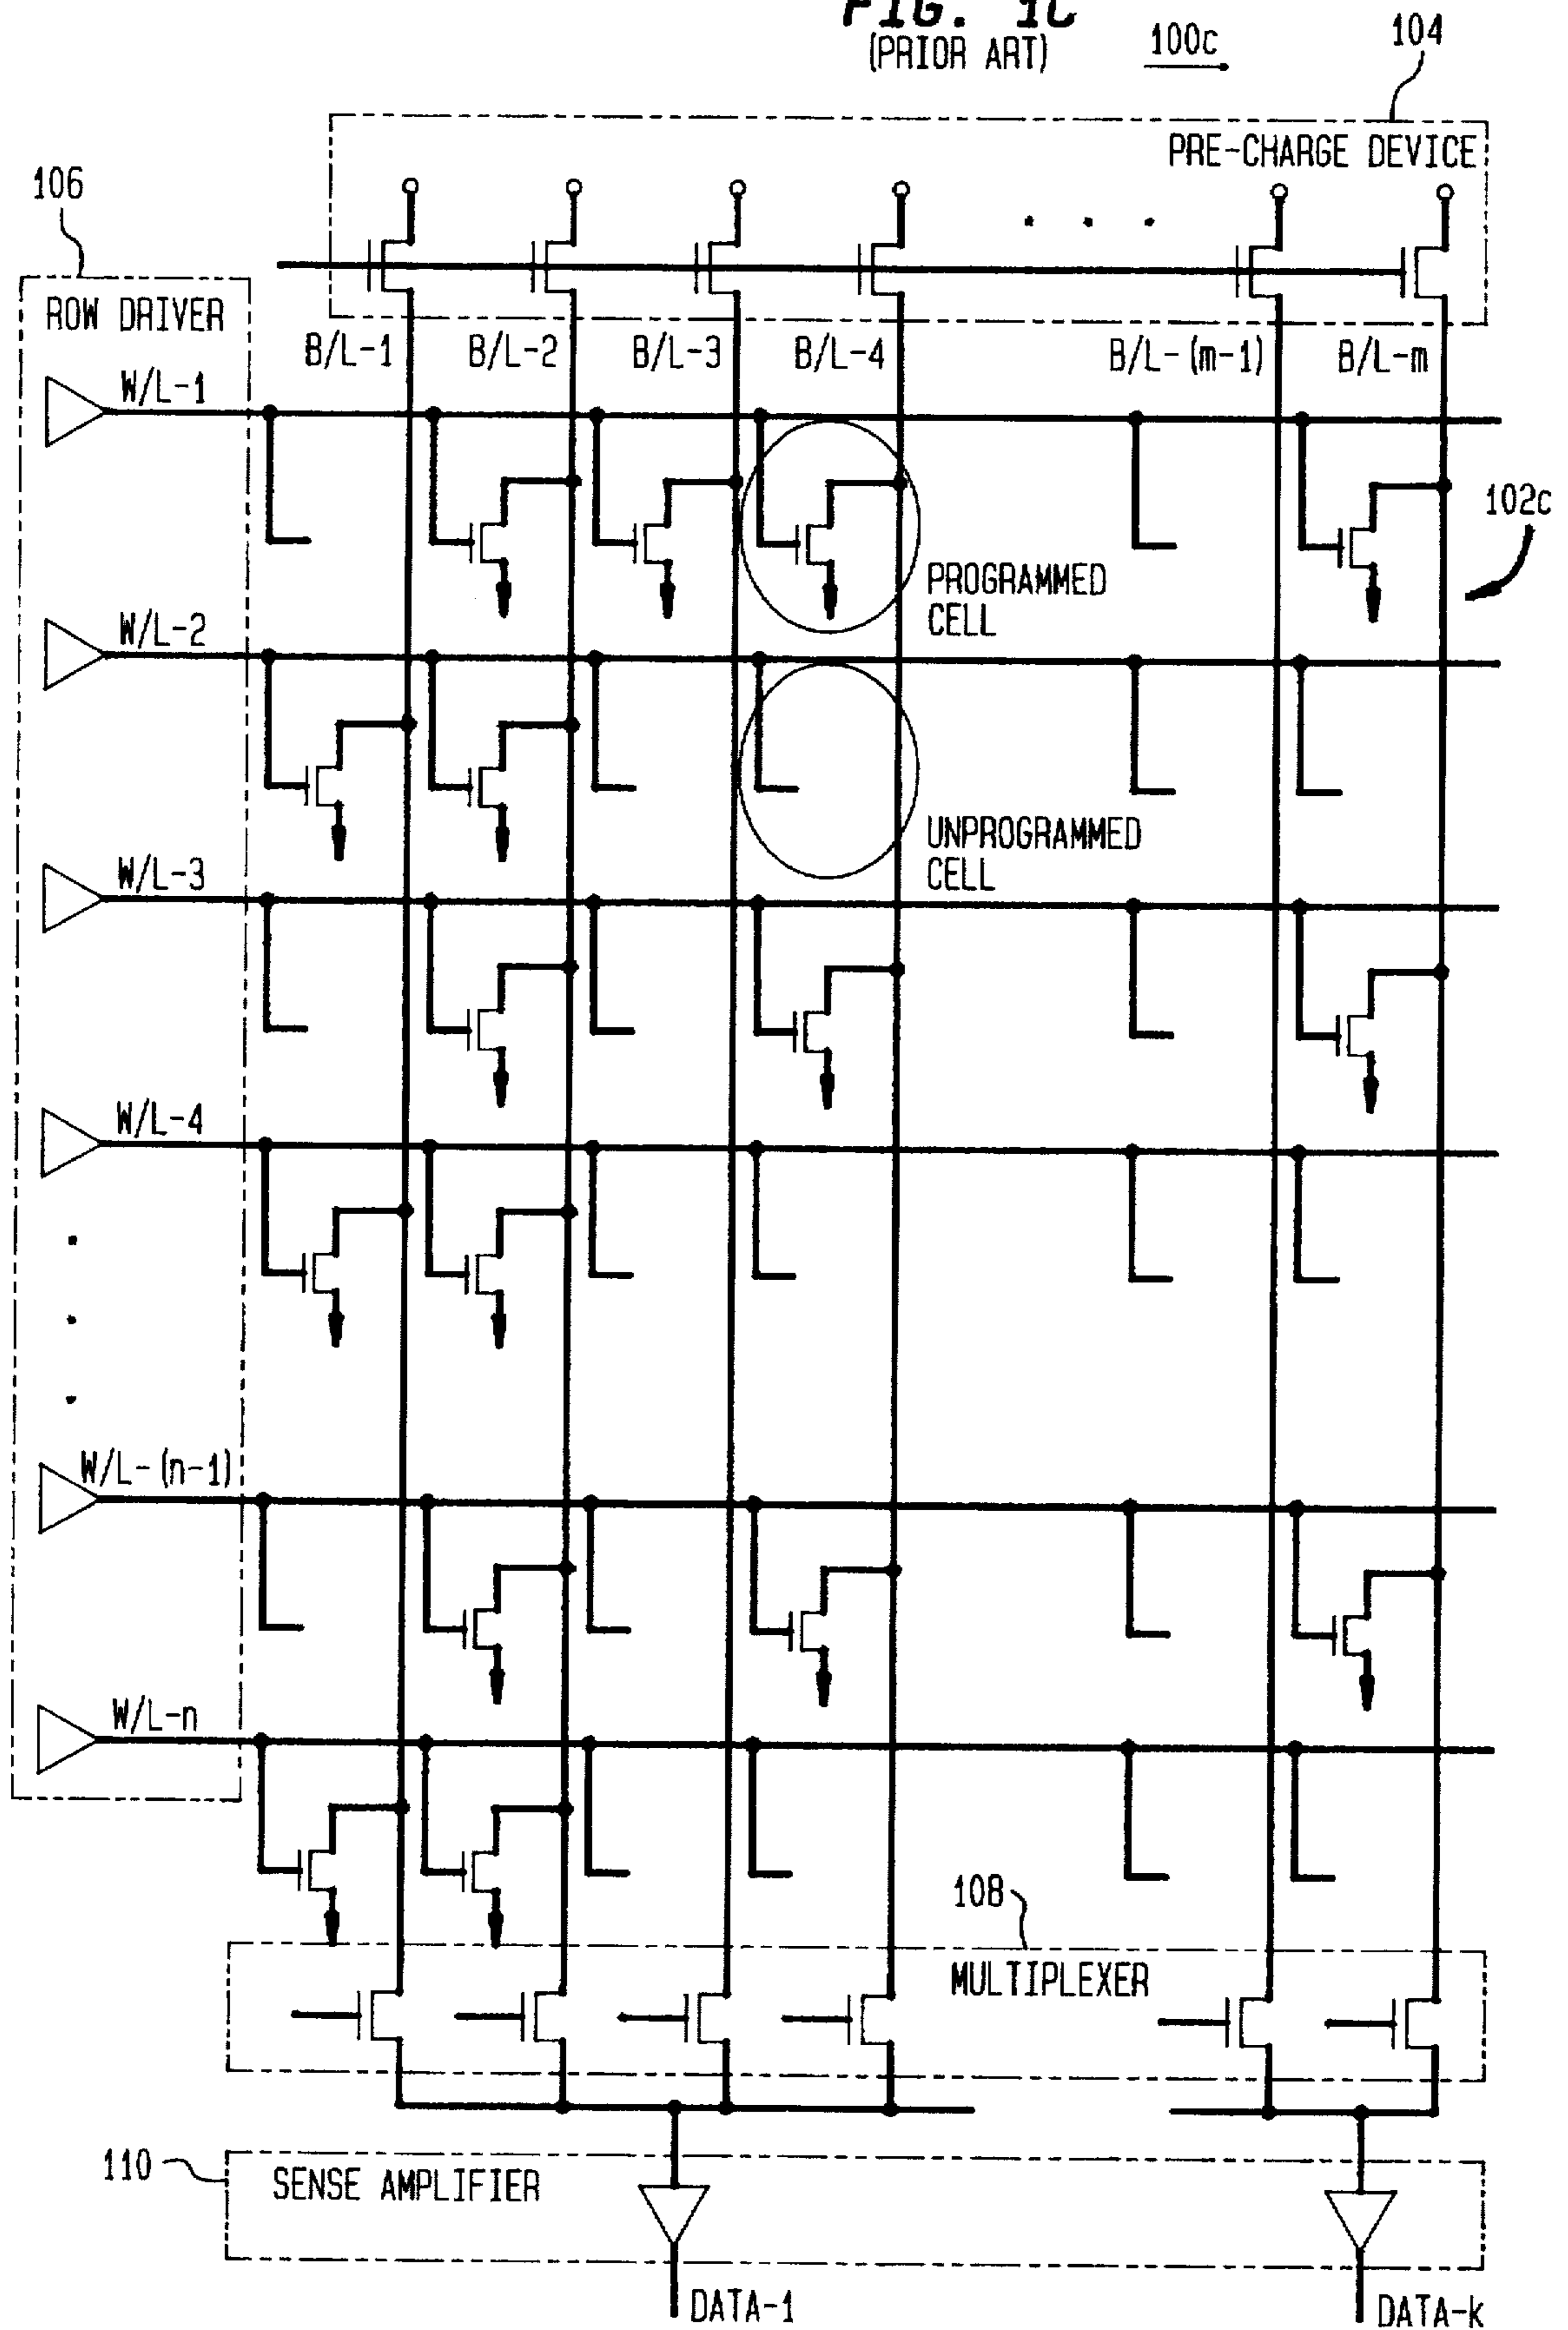 FIG. 1C
(PRIOR ART)
100c
104
PRE-CHARGE DEVICE
106
ROW DRIVER
B/L-1
B/L-2
B/L-3
B/L-4
B/L-(m-1)
B/L-m
W/L-1
102c
PROGRAMMED
CELL
W/L-2
UNPROGRAMMED
CELL
W/L-3
W/L-4
W/L-(n-1)
W/L-n
108
MULTIPLEXER
110
SENSE AMPLIFIER
DATA-1
DATA-k